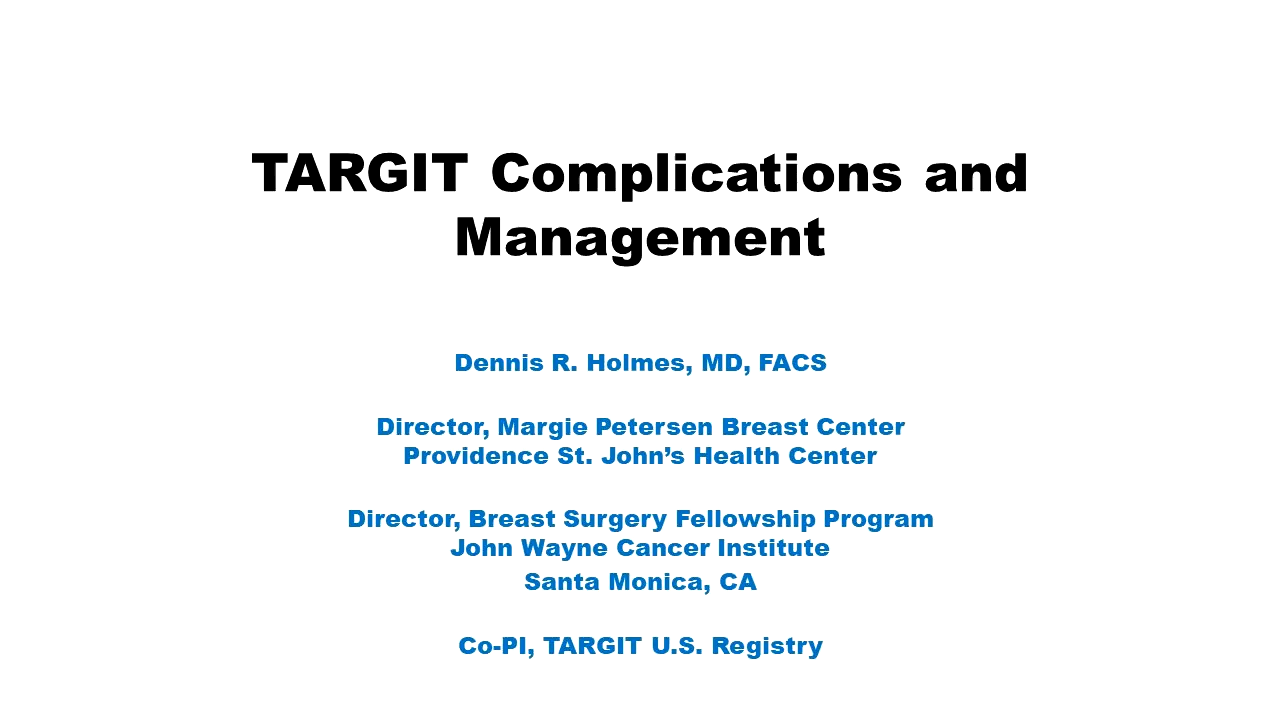 TARGIT Complications and
Management
Dennis R. Holmes, MD, FACS
Director, Margie Petersen Breast Center
Providence St. John’s Health Center
Director, Breast Surgery Fellowship Program
John Wayne Cancer Institute
Santa Monica, CA
Co-PI, TARGIT U.S. Registry